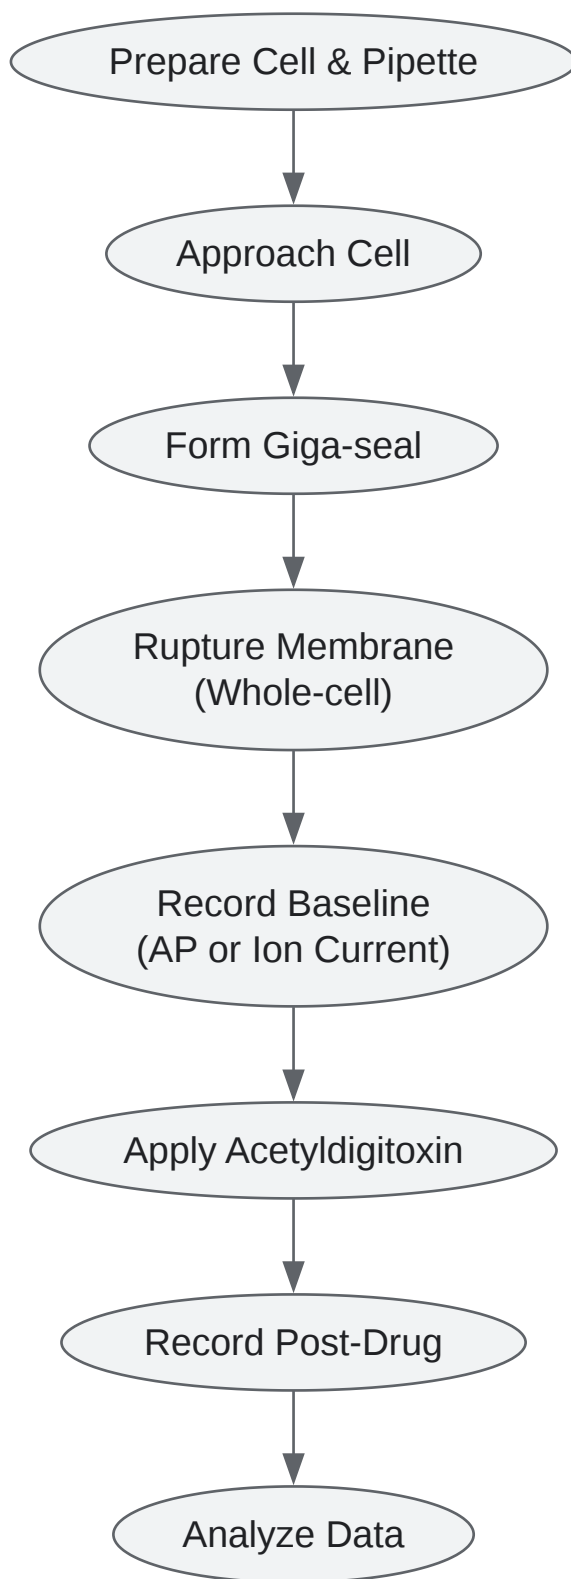 Prepare Cell & Pipette
Approach Cell
Form Giga-seal
Rupture Membrane
(Whole-cell)
Record Baseline
(AP or Ion Current)
Apply Acetyldigitoxin
Record Post-Drug
Analyze Data